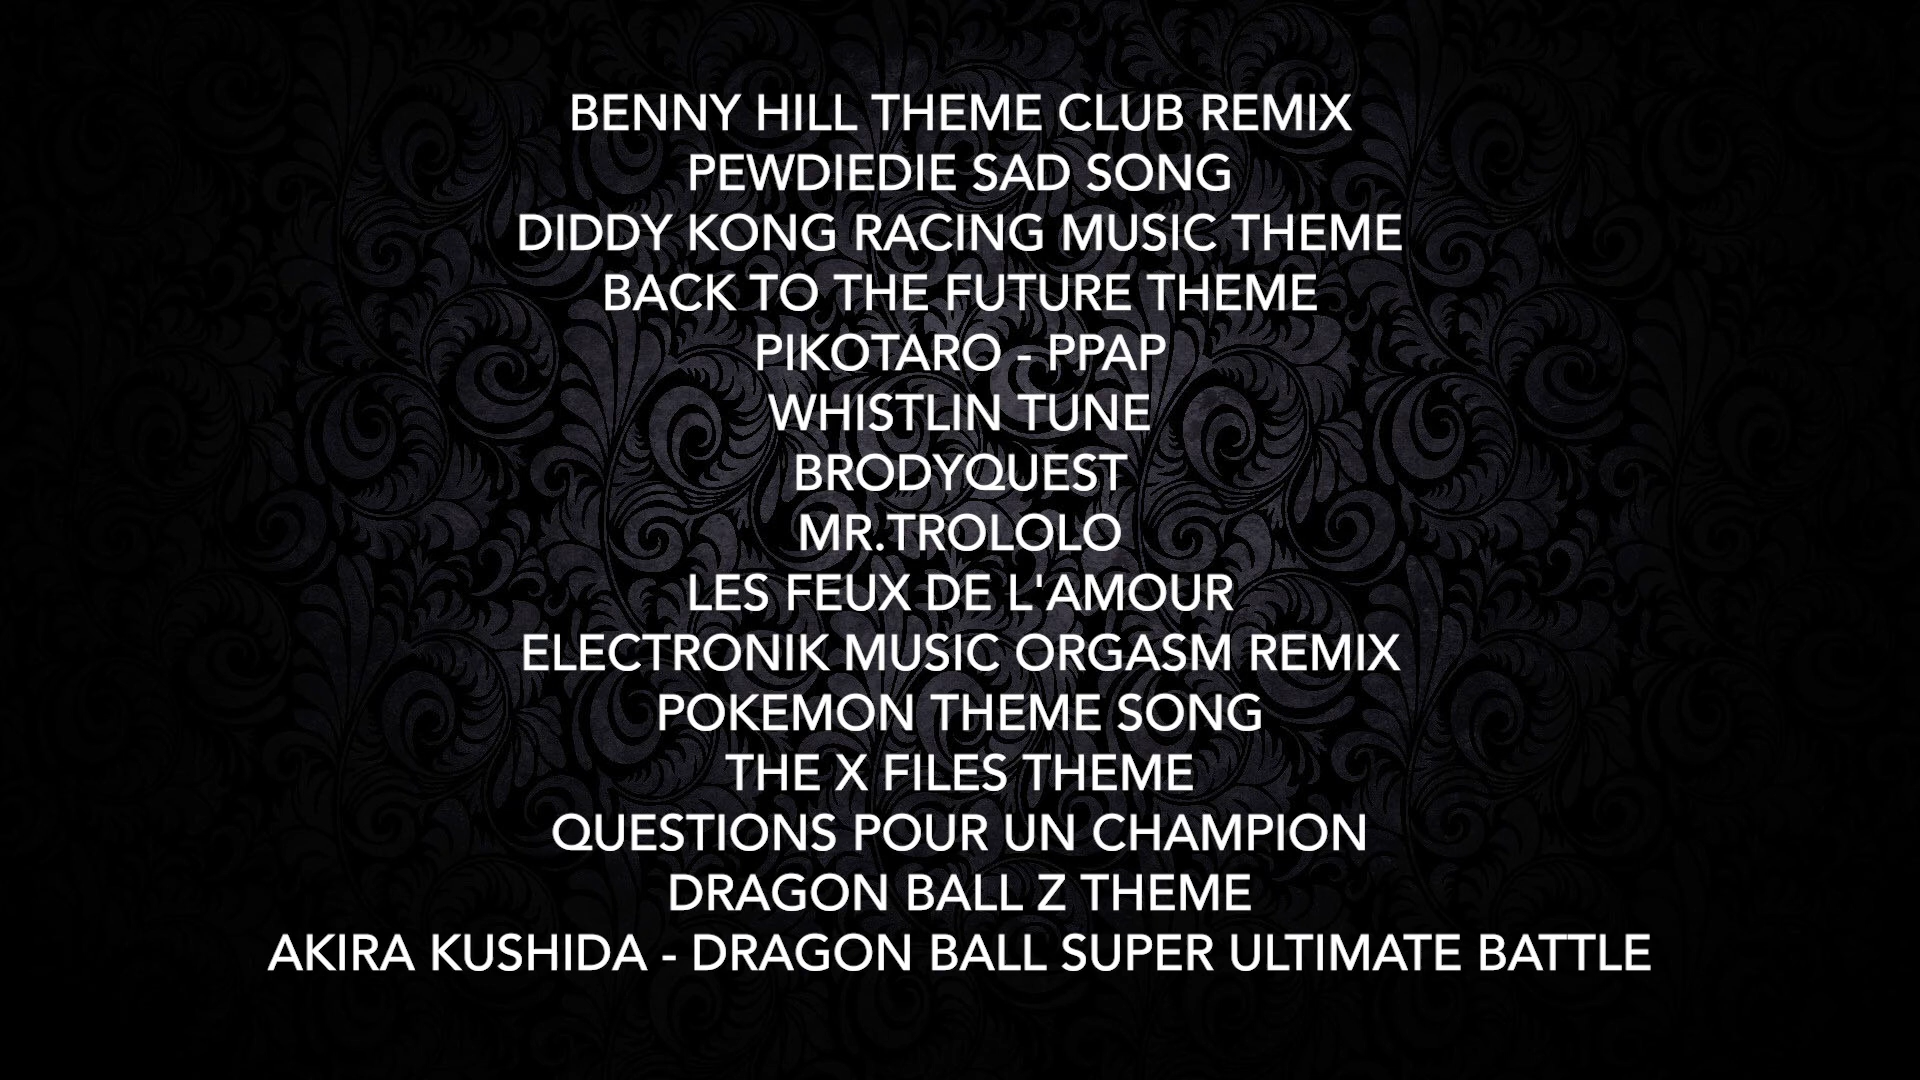 BENNY HILL THEME CLUB REMIX
PEWDIEDIE SAD SONG
DIDDY KONG RACING MUSIC THEME
BACK TO THE FUTURE THEME
PIKOTARO - PPAP
WHISTLIN TUNE
BRODYQUEST
MR.TROLOLO
LES FEUX DE L'AMOUR
ELECTRONIK MUSIC ORGASM REMIX
POKEMON THEME SONG
THE X FILES THEME
QUESTIONS POUR UN CHAMPION
DRAGON BALL Z THEME
AKIRA KUSHIDA - DRAGON BALL SUPER ULTIMATE BATTLE